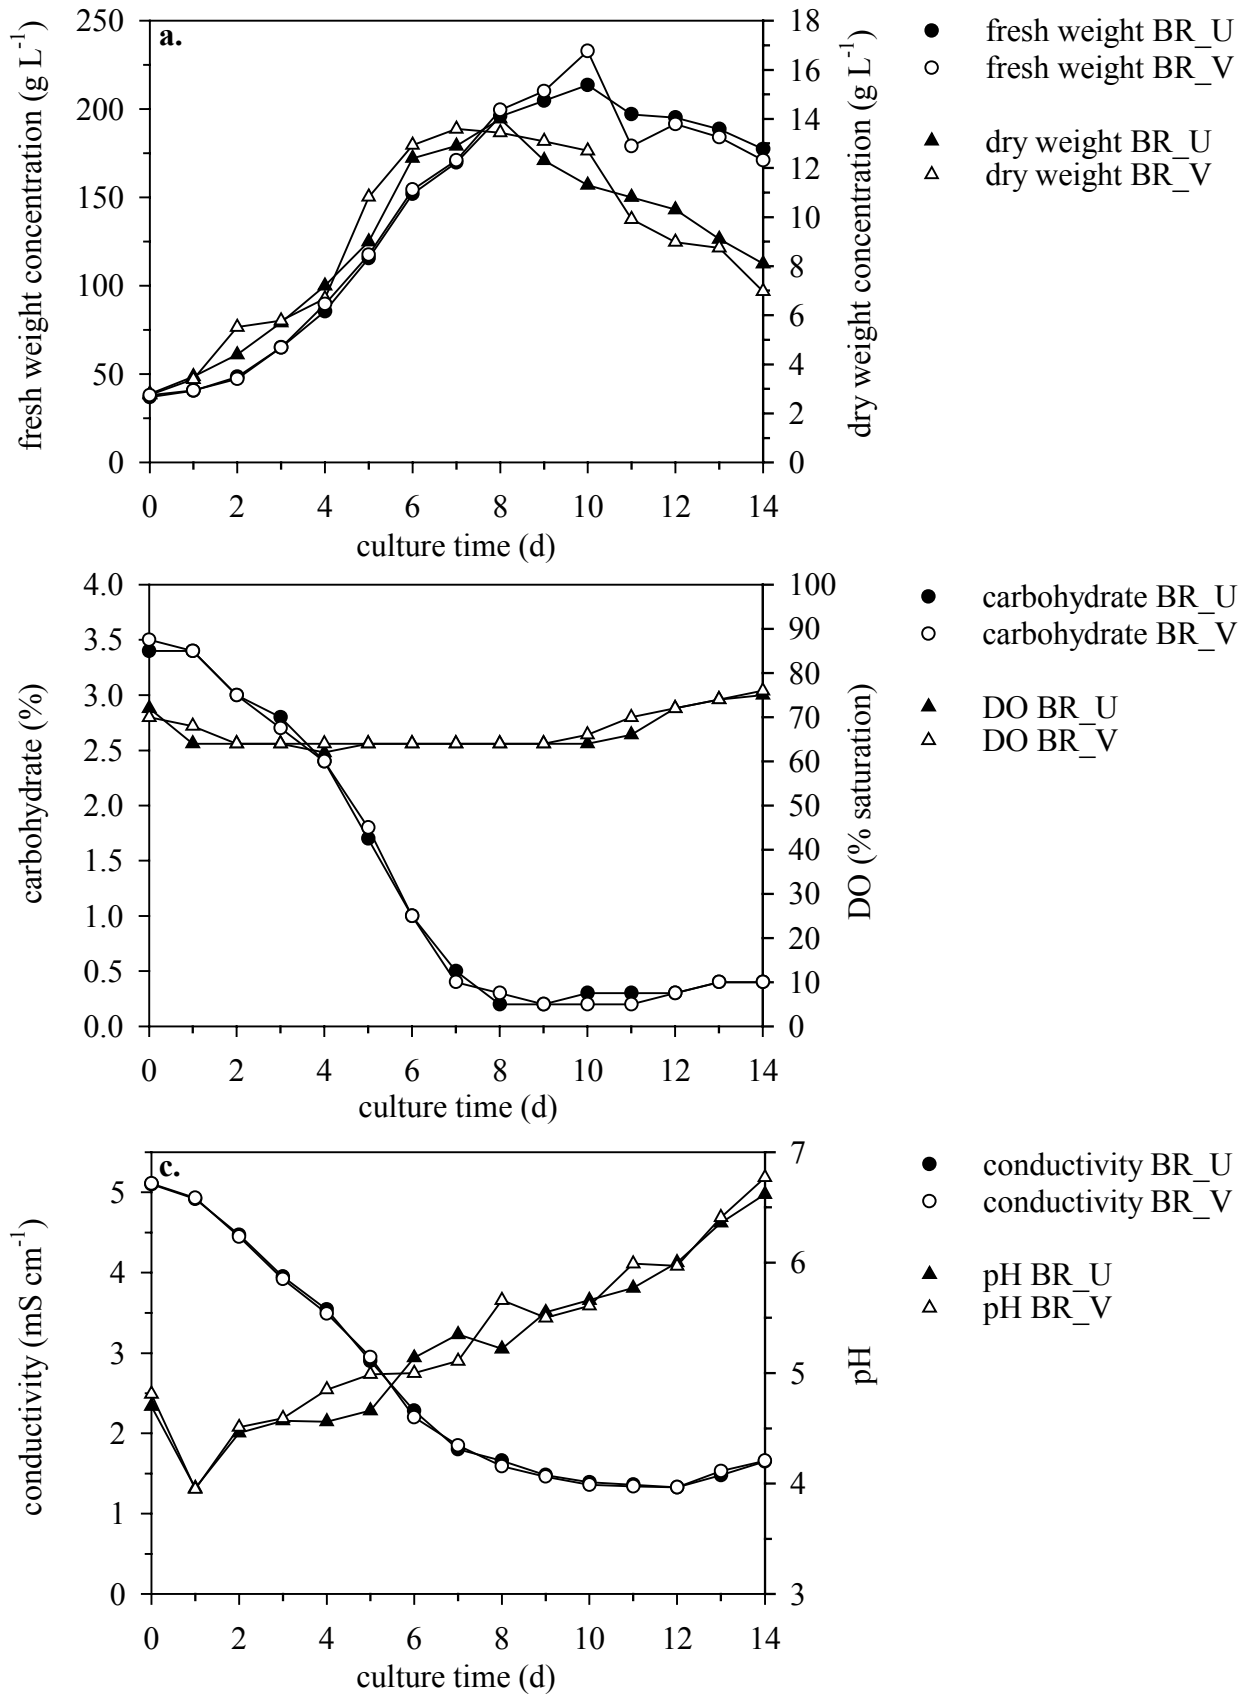 a.
fresh weight concentration (g L-1)
250
200
150
100
50
0
18
16
14
12
10
8
6
4
2
0
dry weight concentration (g L-1)
0 2 4 6 8 10 12 14
culture time (d)
fresh weight BR_U
fresh weight BR_V
dry weight BR_U
dry weight BR_V
carbohydrate (%)
4.0
3.5
3.0
2.5
2.0
1.5
1.0
0.5
0.0
100
90
80
70
60
50
40
30
20
10
0
DO (% saturation)
0 2 4 6 8 10 12 14
culture time (d)
carbohydrate BR_U
carbohydrate BR_V
DO BR_U
DO BR_V
c.
conductivity (mS cm-1)
5
4
3
2
1
0
7
6
5
4
3
pH
0 2 4 6 8 10 12 14
culture time (d)
conductivity BR_U
conductivity BR_V
pH BR_U
pH BR_V